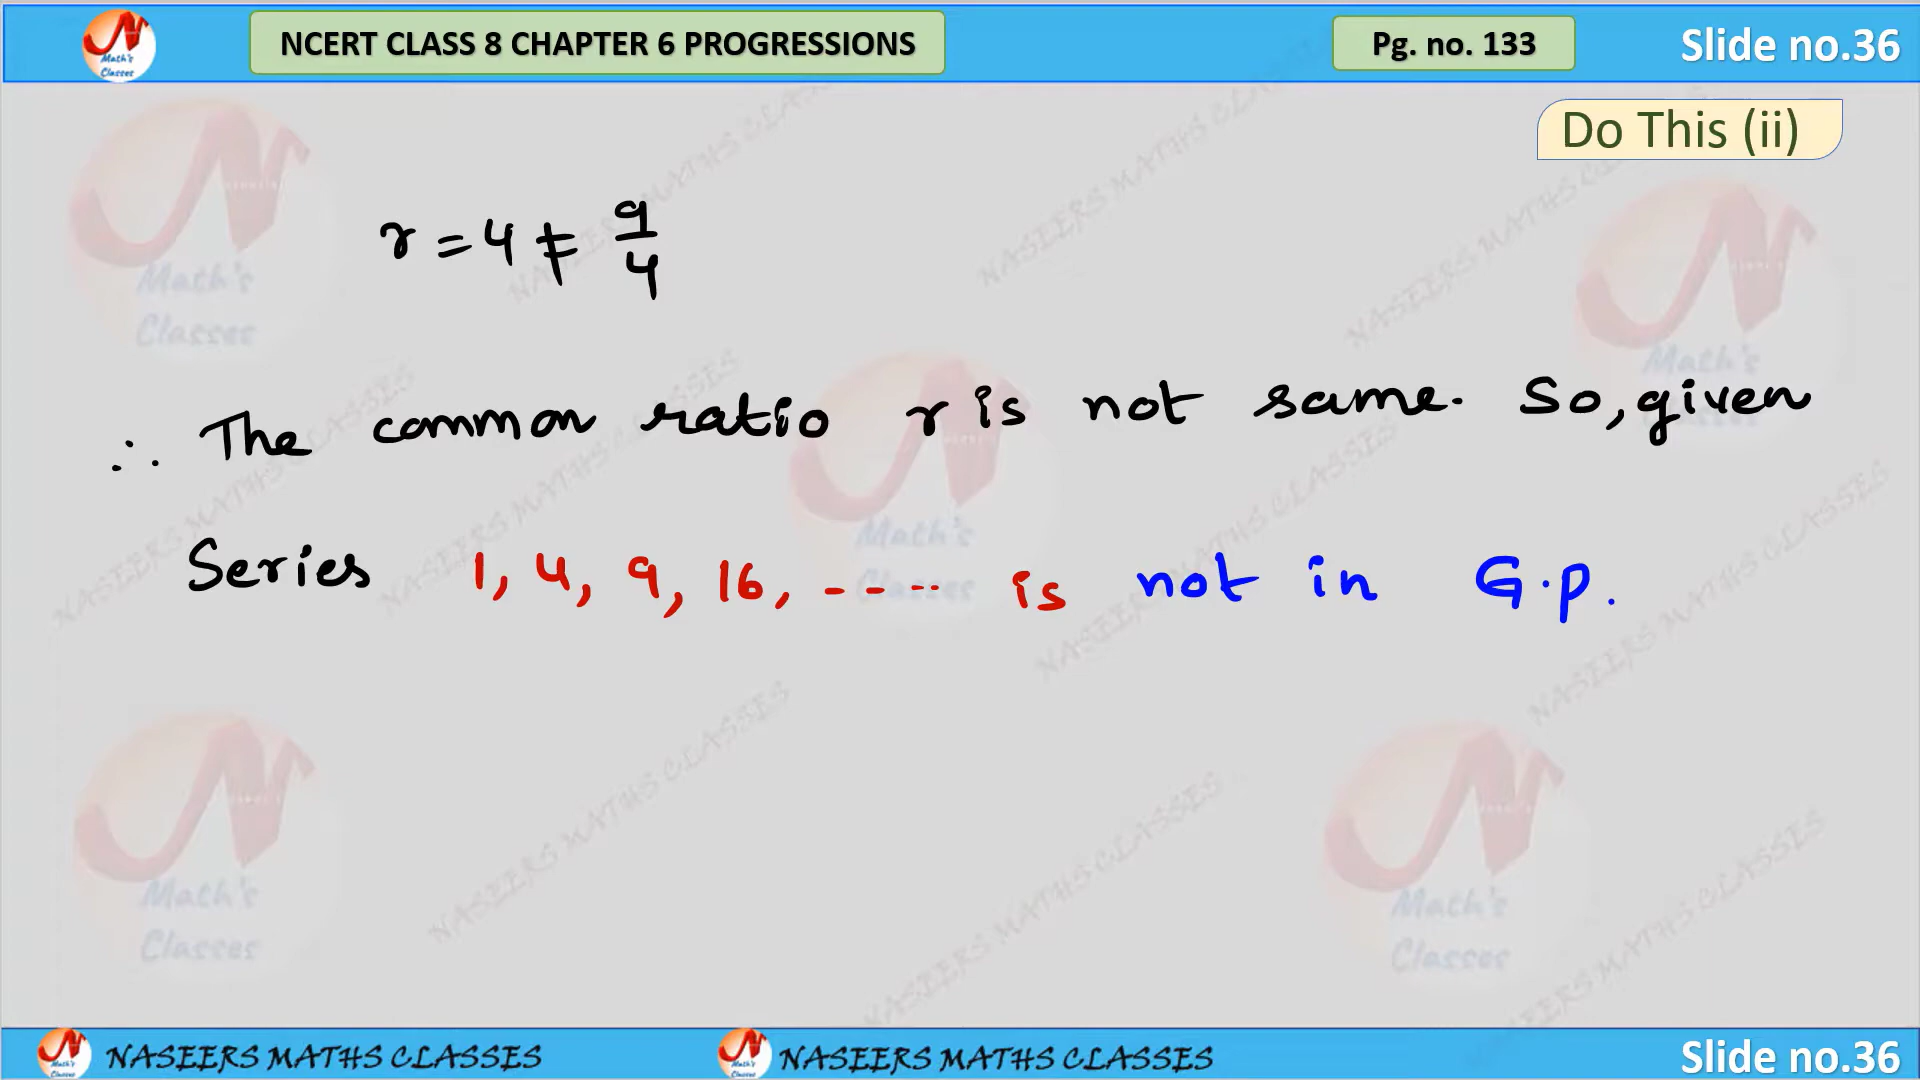 Math's Classes
NCERT CLASS 8 CHAPTER 6 PROGRESSIONS
Pg. no. 133
Slide no.36
Do This (ii)
r = 4 ≠ 9/4
∴ The common ratio r is not same. So, given
Series 1, 4, 9, 16, ---- is not in G.P.
NASEERS MATHS CLASSES
NASEERS MATHS CLASSES
Slide no.36